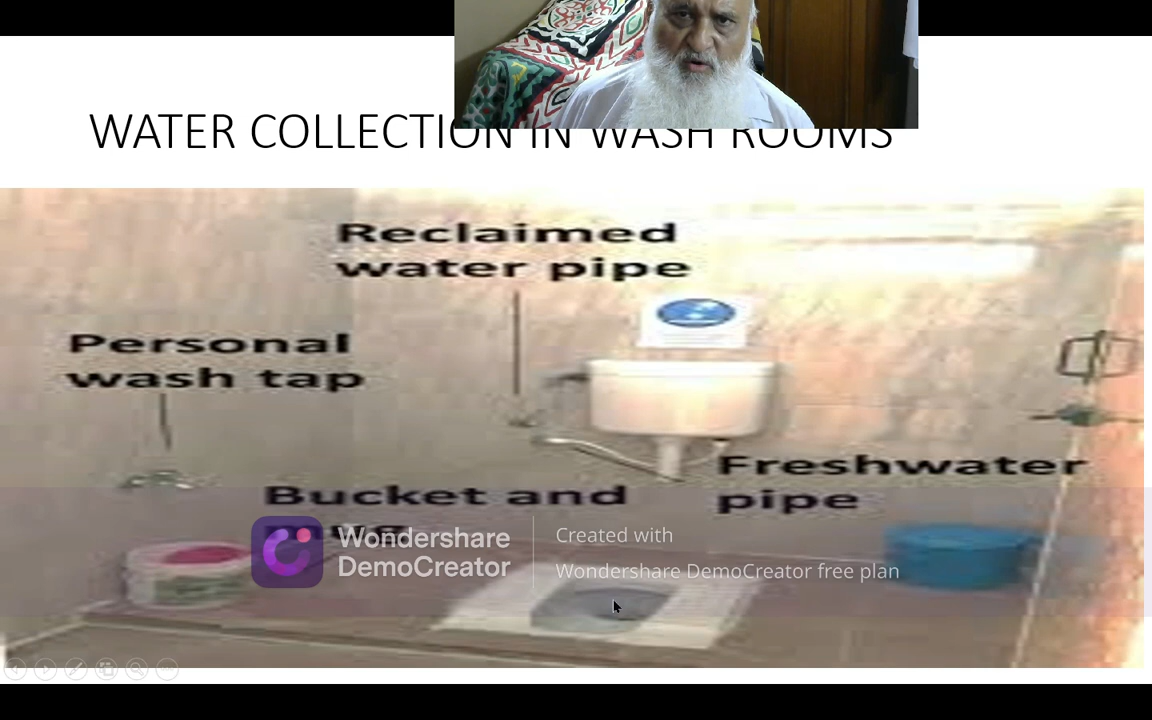 WATER COLLECTION IN WASH ROOMS
Reclaimed
water pipe
Personal
wash tap
Freshwater
pipe
Bucket and
mug
Wondershare
DemoCreator
Created with
Wondershare DemoCreator free plan